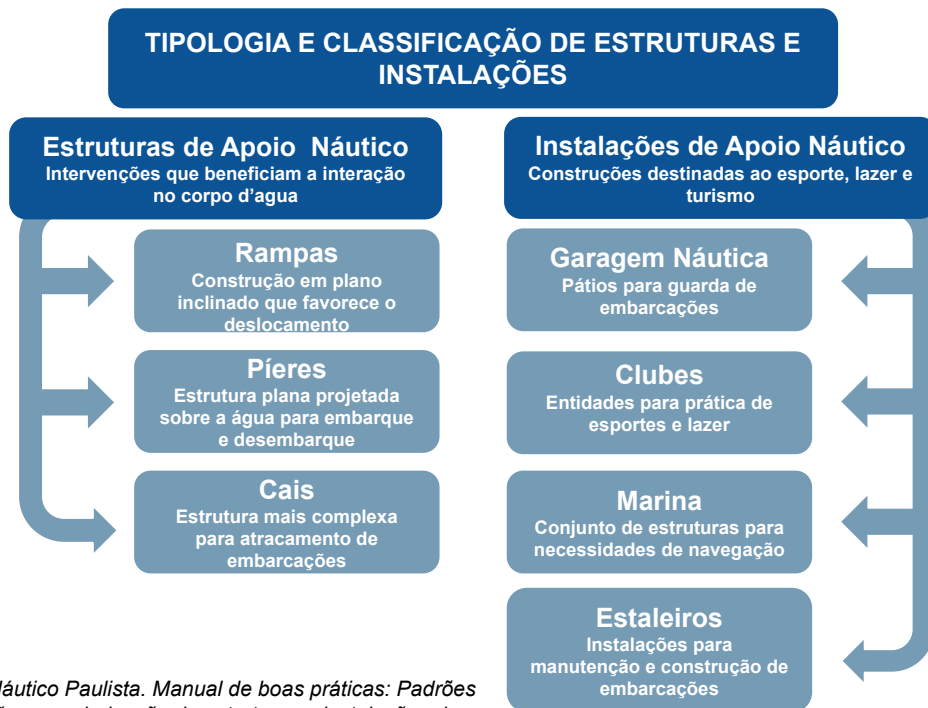 TIPOLOGIA E CLASSIFICAÇÃO DE ESTRUTURAS E
INSTALAÇÕES
Estruturas de Apoio Náutico
Intervenções que beneficiam a interação
no corpo d'agua
Rampas
Construção em plano
inclinado que favorece o
deslocamento
Píeres
Estrutura plana projetada
sobre a água para embarque
e desembarque
Cais
Estrutura mais complexa
para atracamento de
embarcações
Instalações de Apoio Náutico
Construções destinadas ao esporte, lazer e
turismo
Garagem Náutica
Pátios para guarda de
embarcações
Clubes
Entidades para prática de
esportes e lazer
Marina
Conjunto de estruturas para
necessidades de navegação
Estaleiros
Instalações para
manutenção e construção de
embarcações
Náutico Paulista. Manual de boas práticas: Padrões